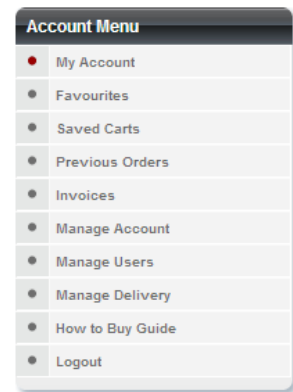 Account Menu
My Account
Favourites
Saved Carts
Previous Orders
Invoices
Manage Account
Manage Users
Manage Delivery
How to Buy Guide
Logout